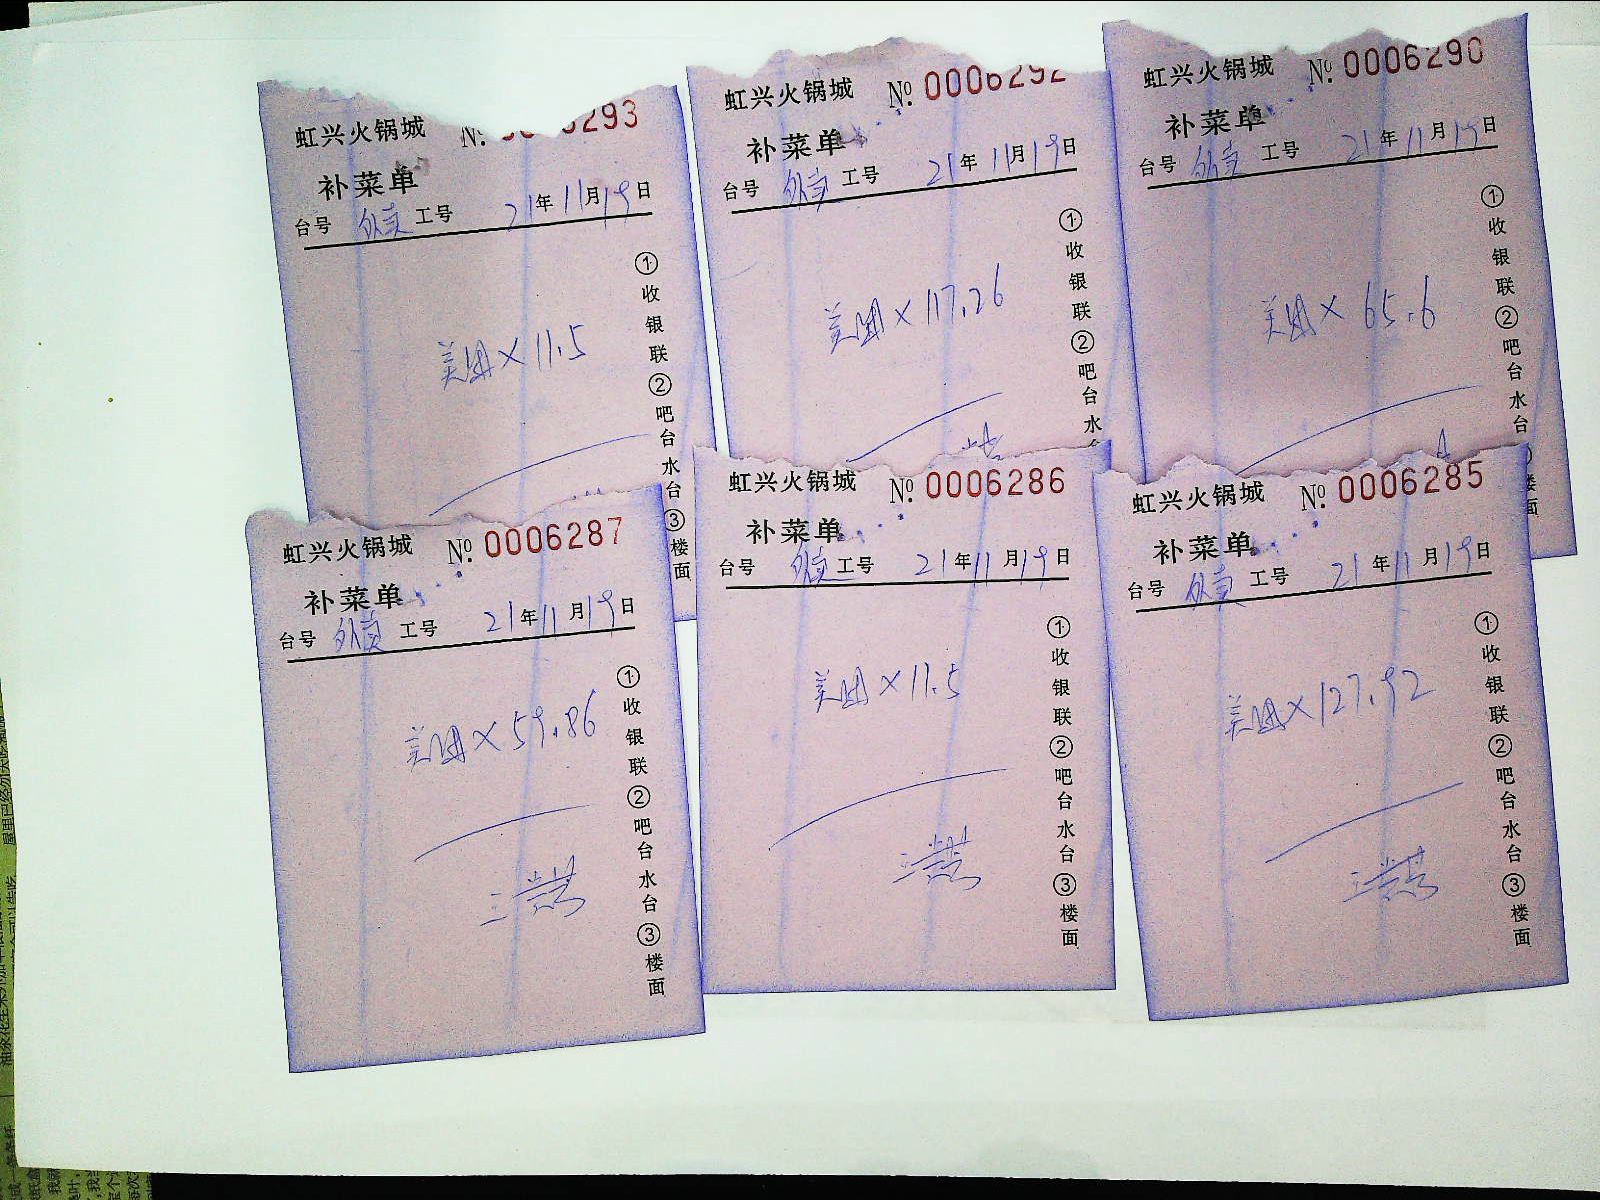 虹兴火锅城 №. 293
补菜单
台号 外卖 工号 21年11月19日
美团×11.5
①收银联②吧台水台③楼面
虹兴火锅城 №. 0006292
补菜单
台号 外卖 工号 21年11月19日
美团×117.26
①收银联②吧台水
虹兴火锅城 №. 0006290
补菜单
台号 外卖 工号 21年11月19日
美团×65.6
①收银联②吧台水台 楼面
虹兴火锅城 №. 0006287
补菜单
台号 外卖 工号 21年11月19日
美团×59.86
①收银联②吧台水台③楼面
虹兴火锅城 №. 0006286
补菜单
台号 外卖 工号 21年11月19日
美团×11.5
①收银联②吧台水台③楼面
虹兴火锅城 №. 0006285
补菜单
台号 外卖 工号 21年11月19日
美团×127.92
①收银联②吧台水台③楼面